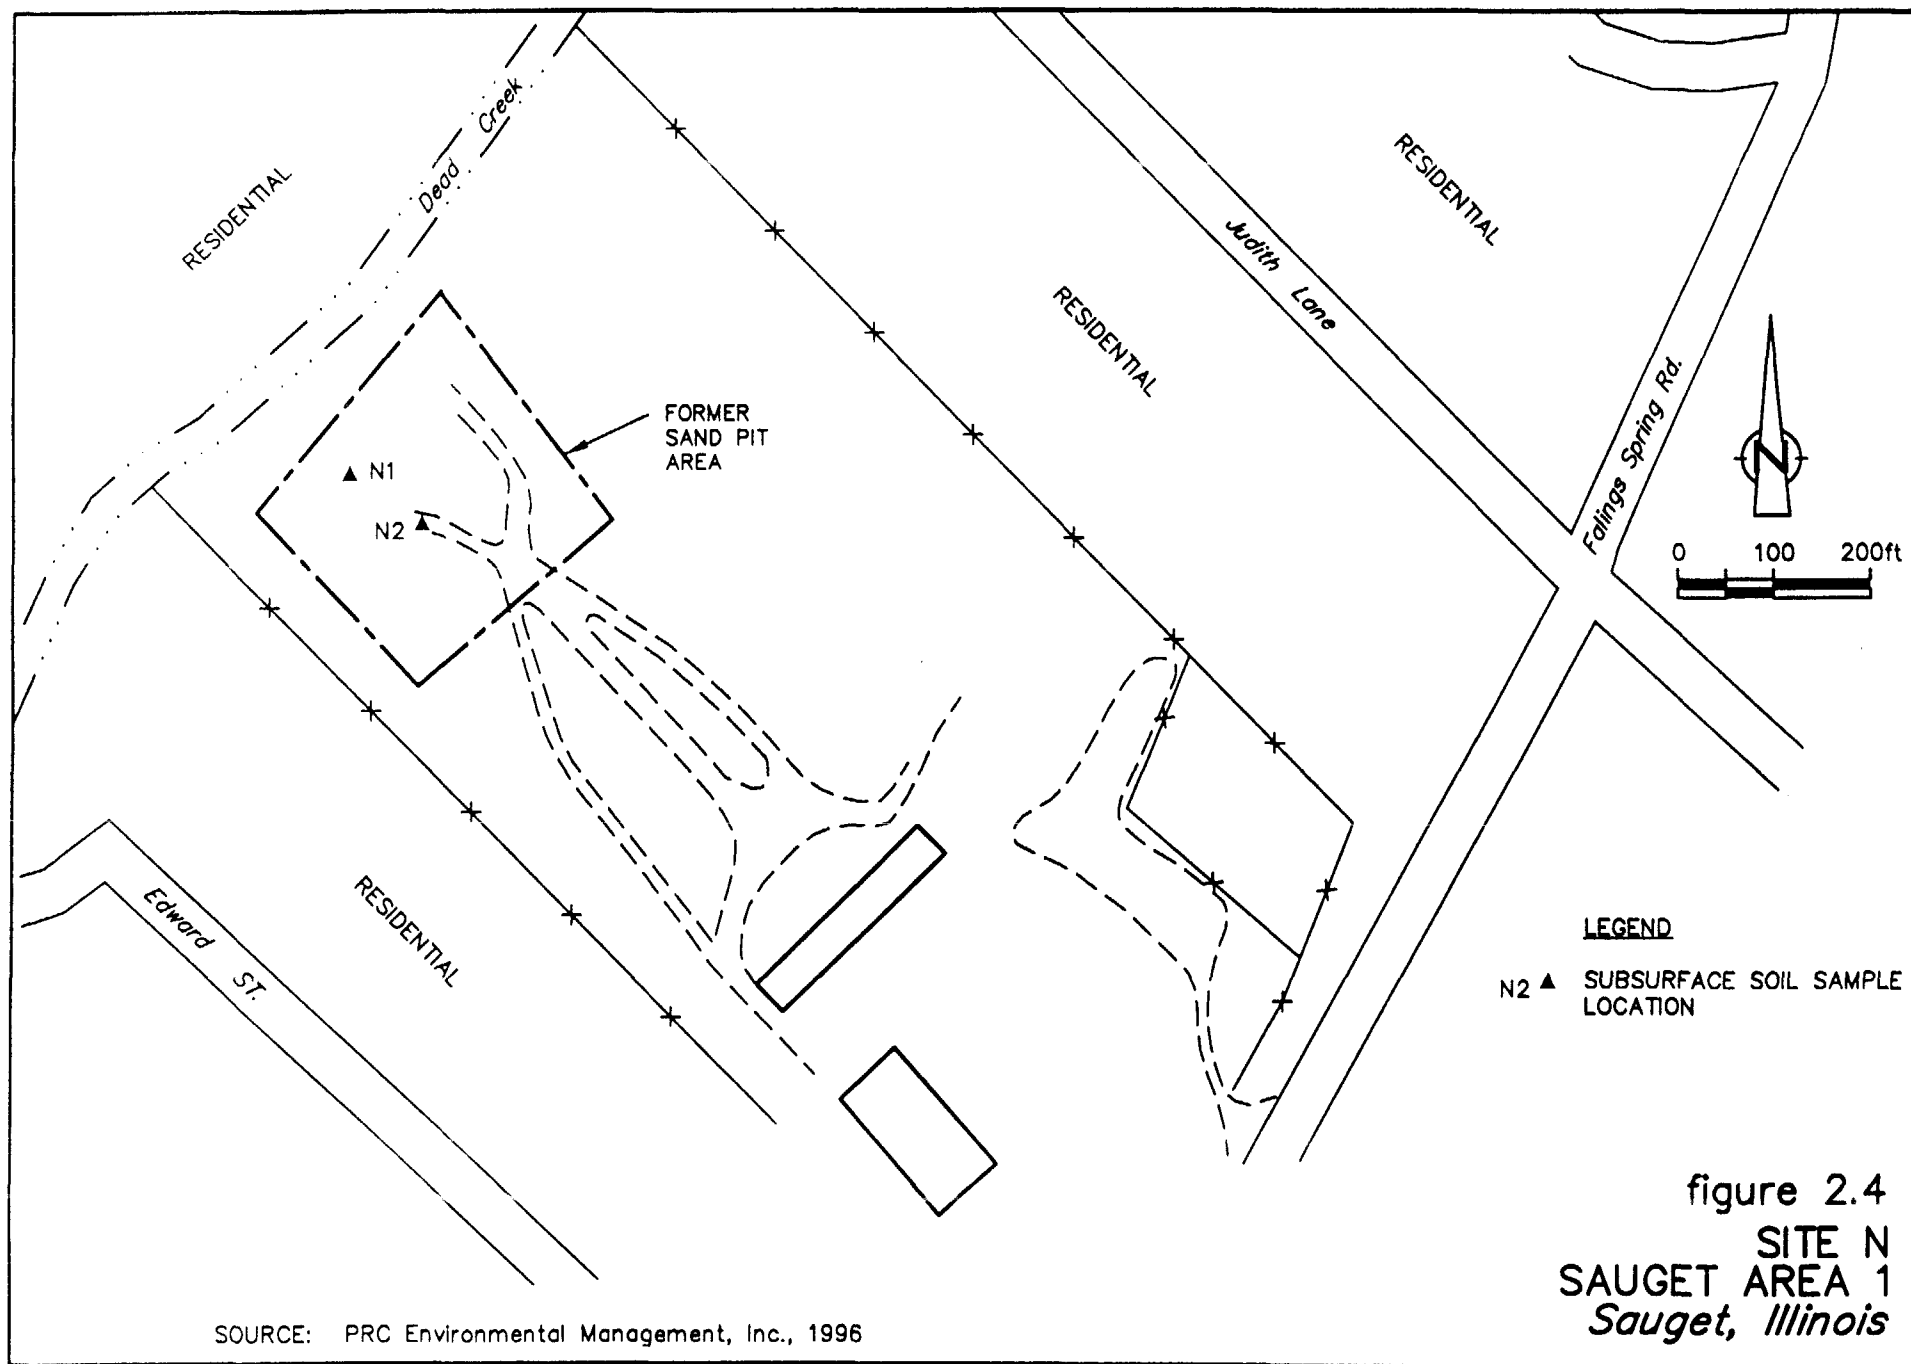 Dead Creek
RESIDENTIAL
RESIDENTIAL
Judith Lane
RESIDENTIAL
Falings Spring Rd.
FORMER
SAND PIT
AREA
N1
N2
N
0 100 200ft
Edward ST.
RESIDENTIAL
LEGEND
N2 SUBSURFACE SOIL SAMPLE
LOCATION
figure 2.4
SITE N
SAUGET AREA 1
Sauget, Illinois
SOURCE: PRC Environmental Management, Inc., 1996